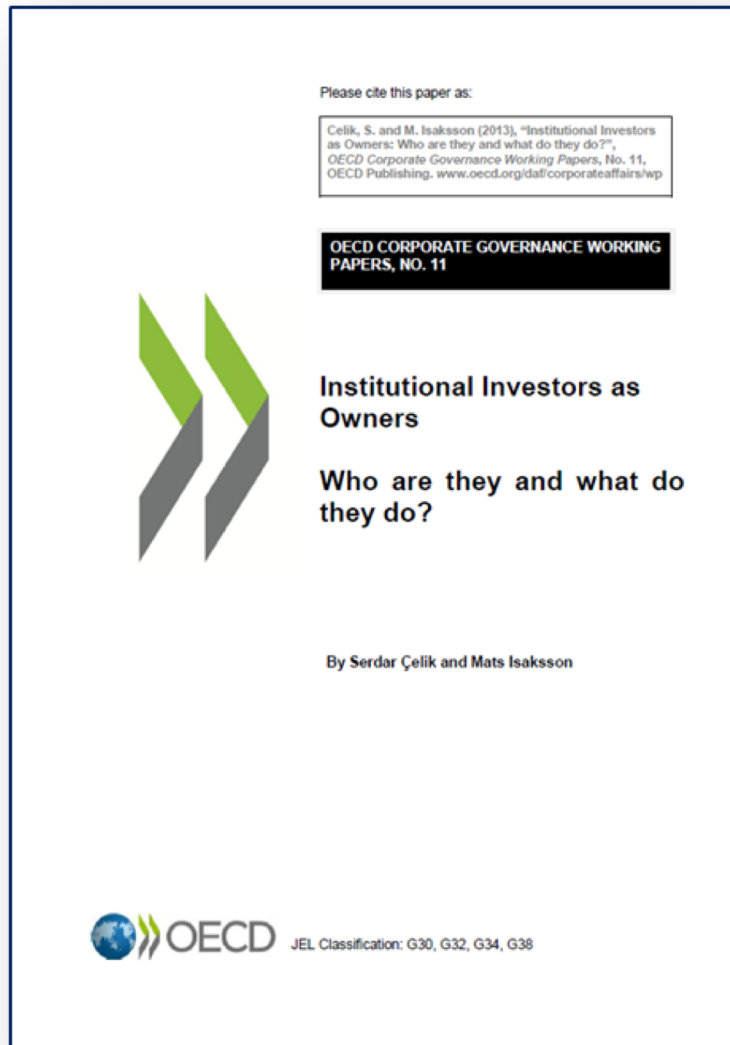 Please cite this paper as:
Celik, S. and M. Isaksson (2013), “Institutional Investors
as Owners: Who are they and what do they do?”,
OECD Corporate Governance Working Papers, No. 11,
OECD Publishing. www.oecd.org/daf/corporateaffairs/wp
OECD CORPORATE GOVERNANCE WORKING
PAPERS, NO. 11
Institutional Investors as
Owners
Who are they and what do
they do?
By Serdar Çelik and Mats Isaksson
OECD
JEL Classification: G30, G32, G34, G38